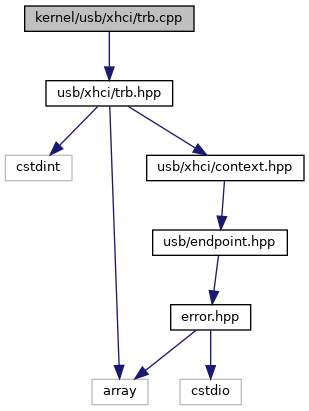 kernel/usb/xhci/trb.cpp
usb/xhci/trb.hpp
cstdint
usb/xhci/context.hpp
usb/endpoint.hpp
error.hpp
array
cstdio